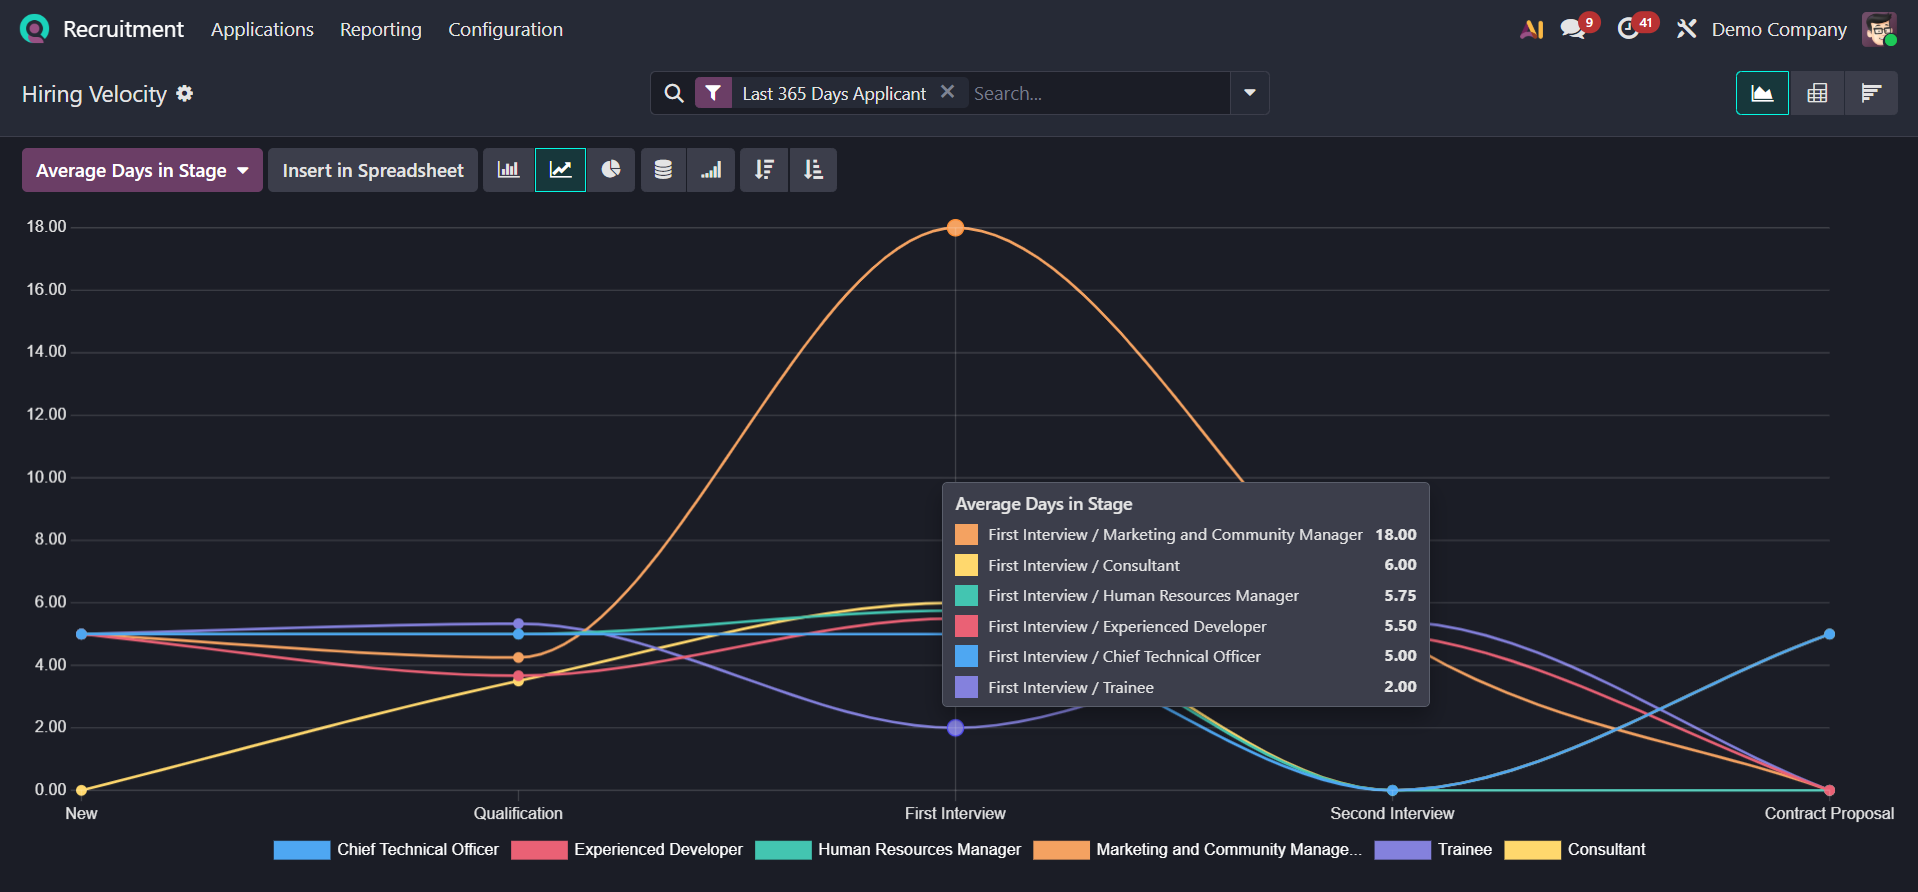 Recruitment Applications Reporting Configuration AI 9 41 Demo Company
Hiring Velocity Last 365 Days Applicant Search...
Average Days in Stage Insert in Spreadsheet
18.00
16.00
14.00
12.00
10.00
8.00
6.00
4.00
2.00
0.00
Average Days in Stage
First Interview / Marketing and Community Manager 18.00
First Interview / Consultant 6.00
First Interview / Human Resources Manager 5.75
First Interview / Experienced Developer 5.50
First Interview / Chief Technical Officer 5.00
First Interview / Trainee 2.00
New Qualification First Interview Second Interview Contract Proposal
Chief Technical Officer Experienced Developer Human Resources Manager Marketing and Community Manage... Trainee Consultant